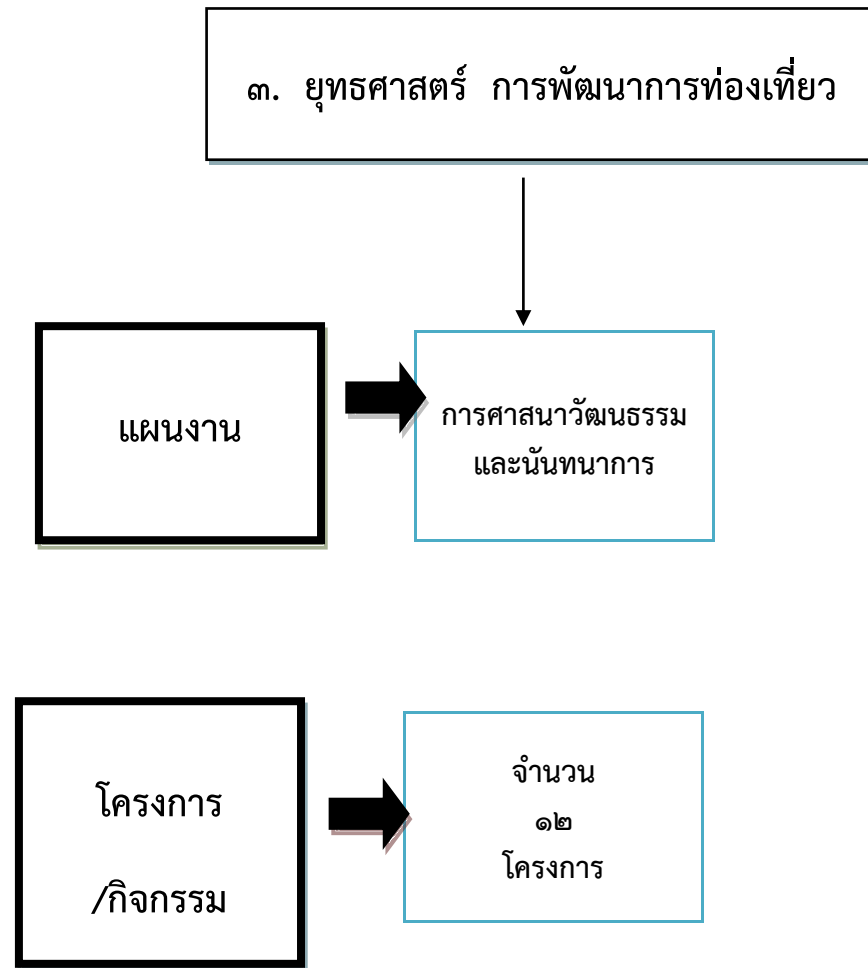 ๓. ยุทธศาสตร์ การพัฒนาการท่องเที่ยว
แผนงาน
การศาสนาวัฒนธรรม
และนันทนาการ
โครงการ
/กิจกรรม
จำนวน
๑๒
โครงการ